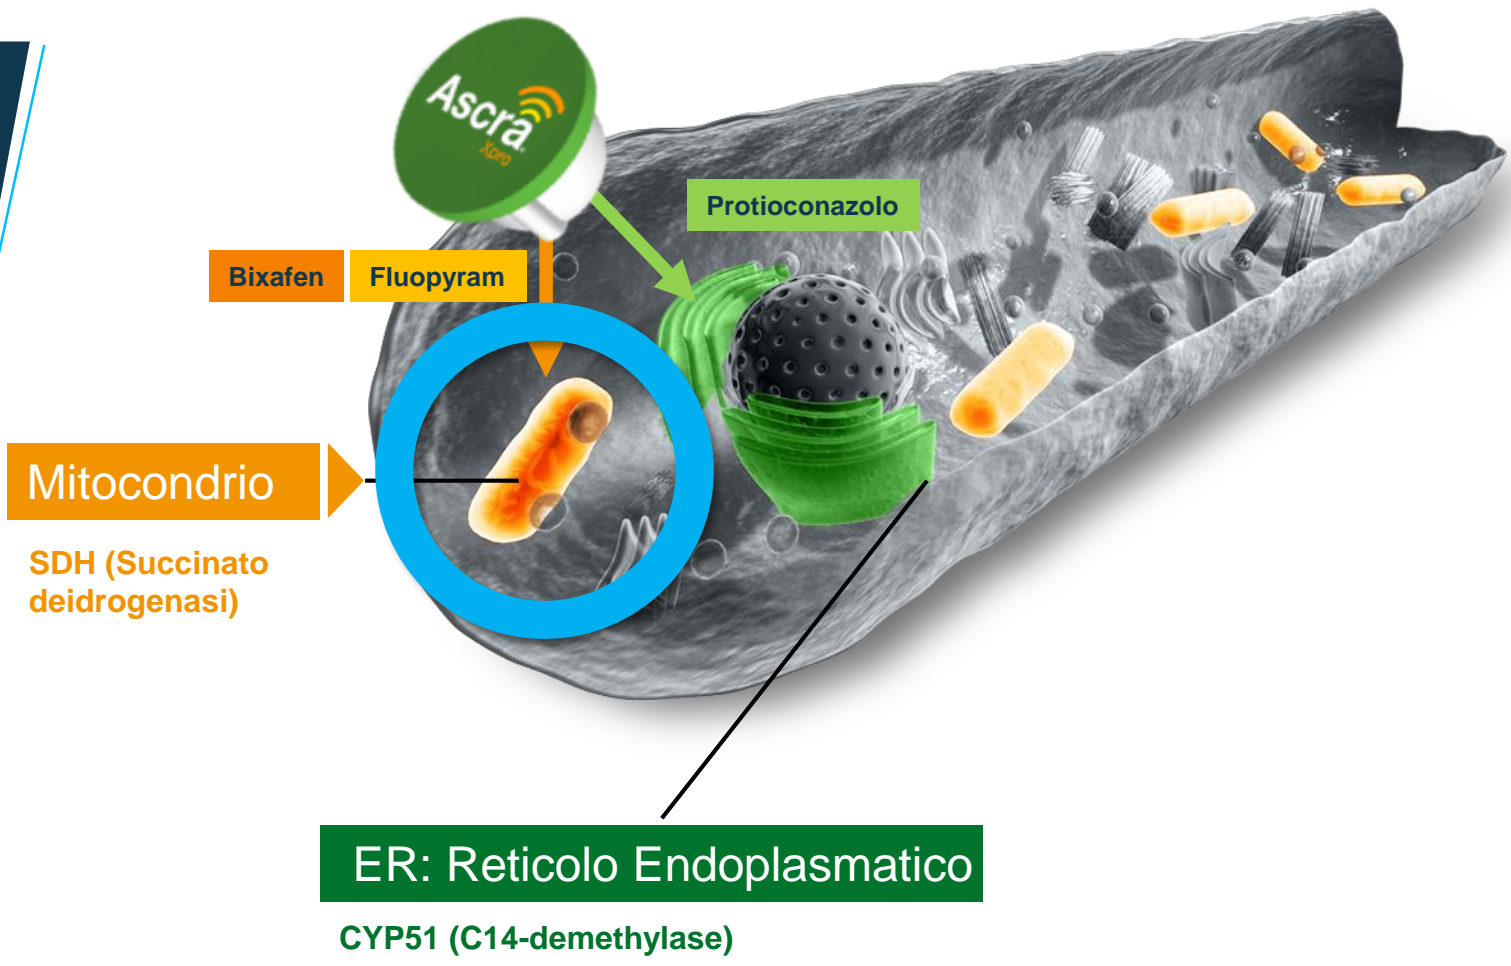 Ascra
Xpro
Protioconazolo
Bixafen
Fluopyram
Mitocondrio
SDH (Succinato
deidrogenasi)
ER: Reticolo Endoplasmatico
CYP51 (C14-demethylase)